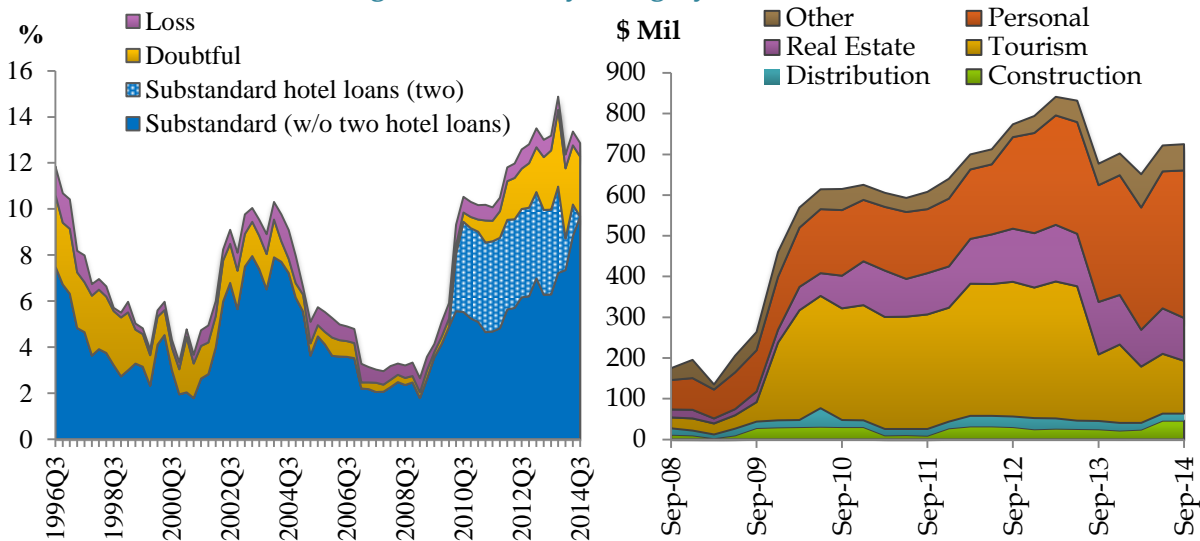 %
Loss
Doubtful
Substandard hotel loans (two)
Substandard (w/o two hotel loans)
16
14
12
10
8
6
4
2
0
1996Q3
1998Q3
2000Q3
2002Q3
2004Q3
2006Q3
2008Q3
2010Q3
2012Q3
2014Q3
$ Mil
Other
Personal
Real Estate
Tourism
Distribution
Construction
900
800
700
600
500
400
300
200
100
0
Sep-08
Sep-09
Sep-10
Sep-11
Sep-12
Sep-13
Sep-14